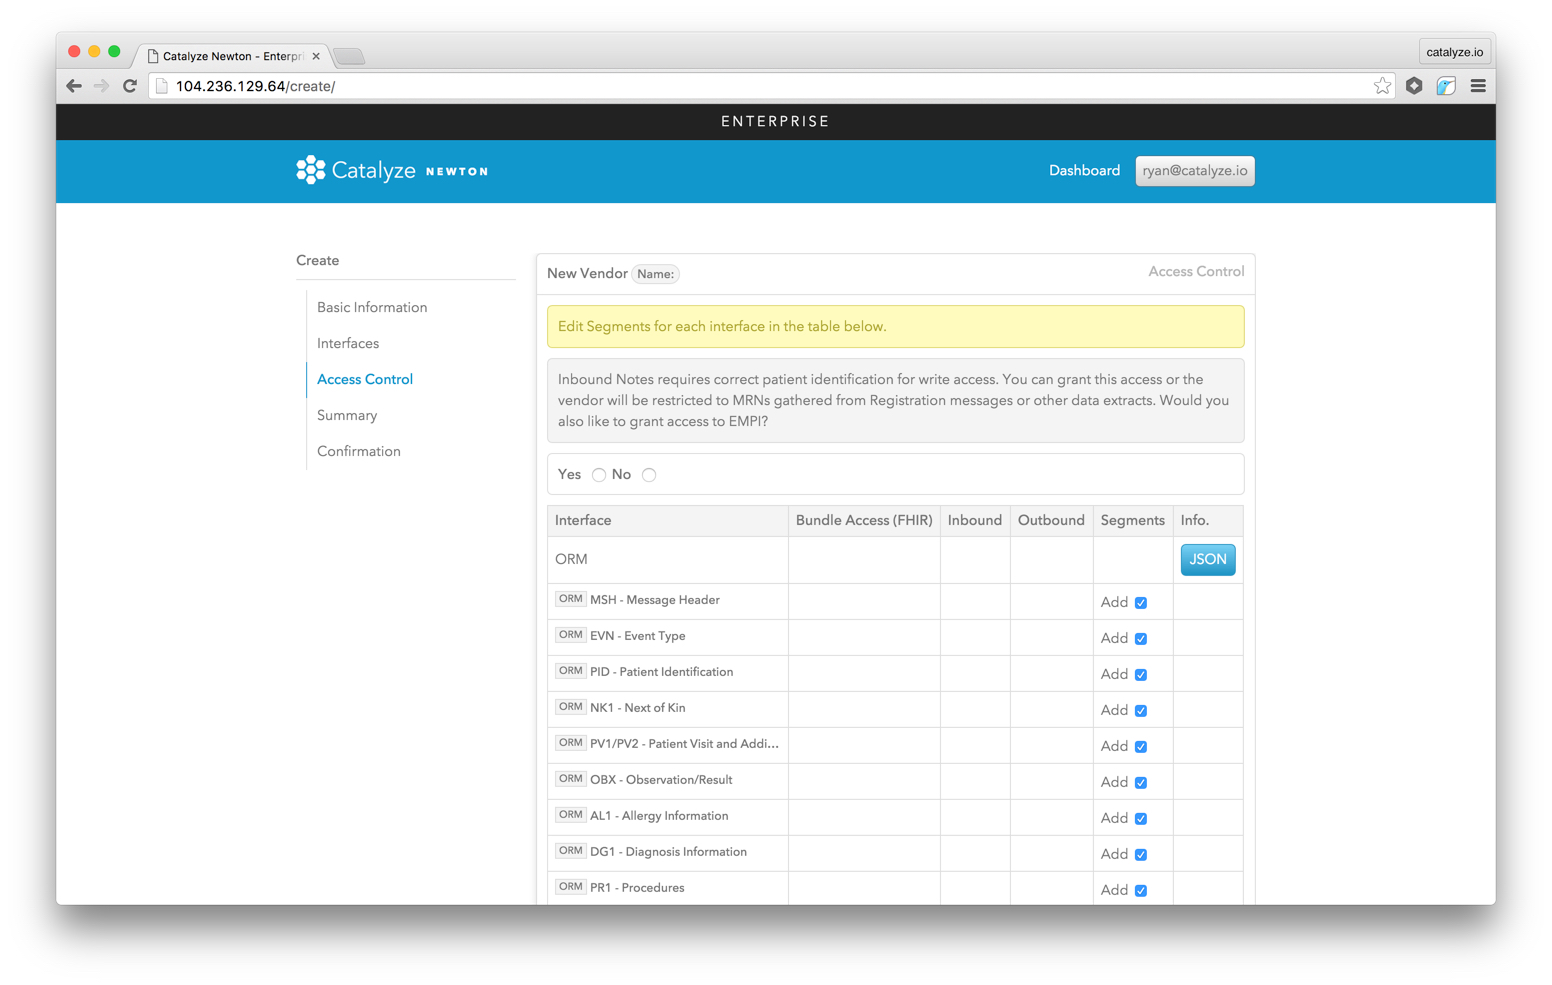 Catalyze Newton - Enterpri
catalyze.io
104.236.129.64/create/
ENTERPRISE
Catalyze NEWTON
Dashboard
ryan@catalyze.io
Create
Basic Information
Interfaces
Access Control
Summary
Confirmation
New Vendor Name:
Access Control
Edit Segments for each interface in the table below.
Inbound Notes requires correct patient identification for write access. You can grant this access or the
vendor will be restricted to MRNs gathered from Registration messages or other data extracts. Would you
also like to grant access to EMPI?
Yes No
Interface Bundle Access (FHIR) Inbound Outbound Segments Info.
ORM JSON
ORM MSH - Message Header Add
ORM EVN - Event Type Add
ORM PID - Patient Identification Add
ORM NK1 - Next of Kin Add
ORM PV1/PV2 - Patient Visit and Addi... Add
ORM OBX - Observation/Result Add
ORM AL1 - Allergy Information Add
ORM DG1 - Diagnosis Information Add
ORM PR1 - Procedures Add